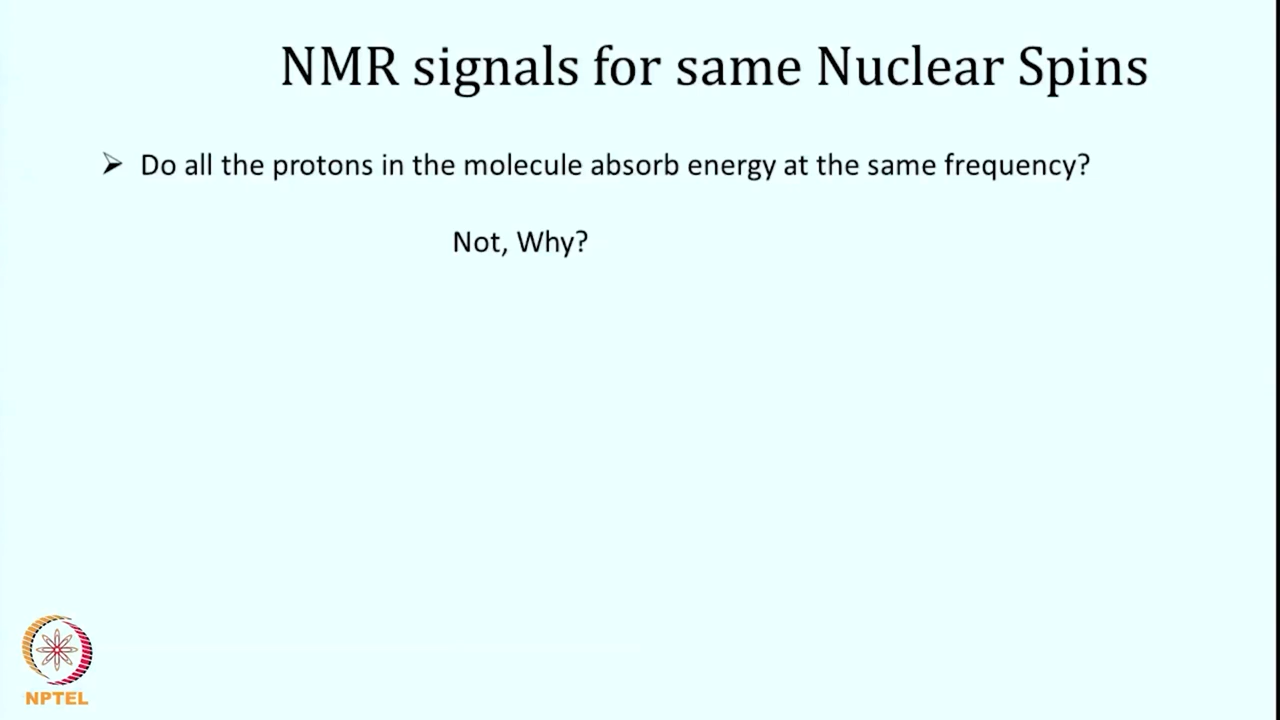 NMR signals for same Nuclear Spins
➤ Do all the protons in the molecule absorb energy at the same frequency?
Not, Why?
NPTEL